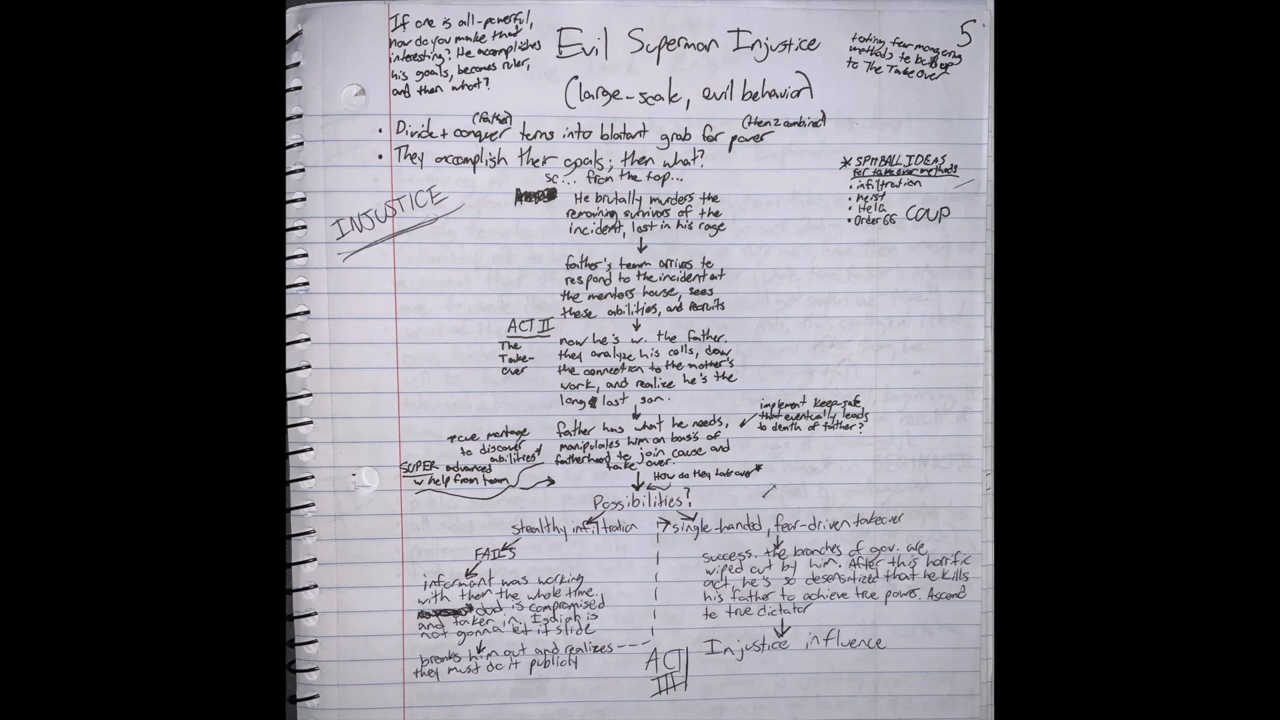 If one is all-powerful,
how do you make that
interesting? He accomplishes
his goals, becomes ruler,
and then what?
Evil Superman Injustice
(large-scale, evil behavior)
5
fear mongering
methods to
to The Take Over
(Father)
(then 2 combined)
• Divide + conquer turns into blatant grab for power
• They accomplish their goals; then what?
so... from the top...
INJUSTICE
* SPITBALL IDEAS
for takeover methods
• infiltration
• heist
• Hela
• Order 66
COUP
He brutally murders the
remaining survivors of the
incident, lost in his rage
father's team arrives to
respond to the incident at
the mentors house, sees
these abilities, and recruits
ACT II
The
Take-
over
now he's w. the father.
they analyze his cells, draw
the connection to the mother's
work, and realize he's the
long lost son.
implement keep-safe
that eventually leads
to death of father?
father has what he needs,
manipulates him on basis of
fatherhood to join cause and
take over.
*cue montage
to discover
abilities*
SUPER advanced
w help from team
How do they take over*
Possibilities?
stealthy infiltration
single-handed, fear-driven takeover
FAILS
informant was working
with them the whole time.
dad is compromised
and taken in.
not gonna let it slide
breaks him out and realizes
they must do it publicly
success. the branches of gov. are
wiped out by him. After this horrific
act, he's so desensitized that he kills
his father to achieve true power. Ascend
to true dictator
ACT
III
Injustice influence